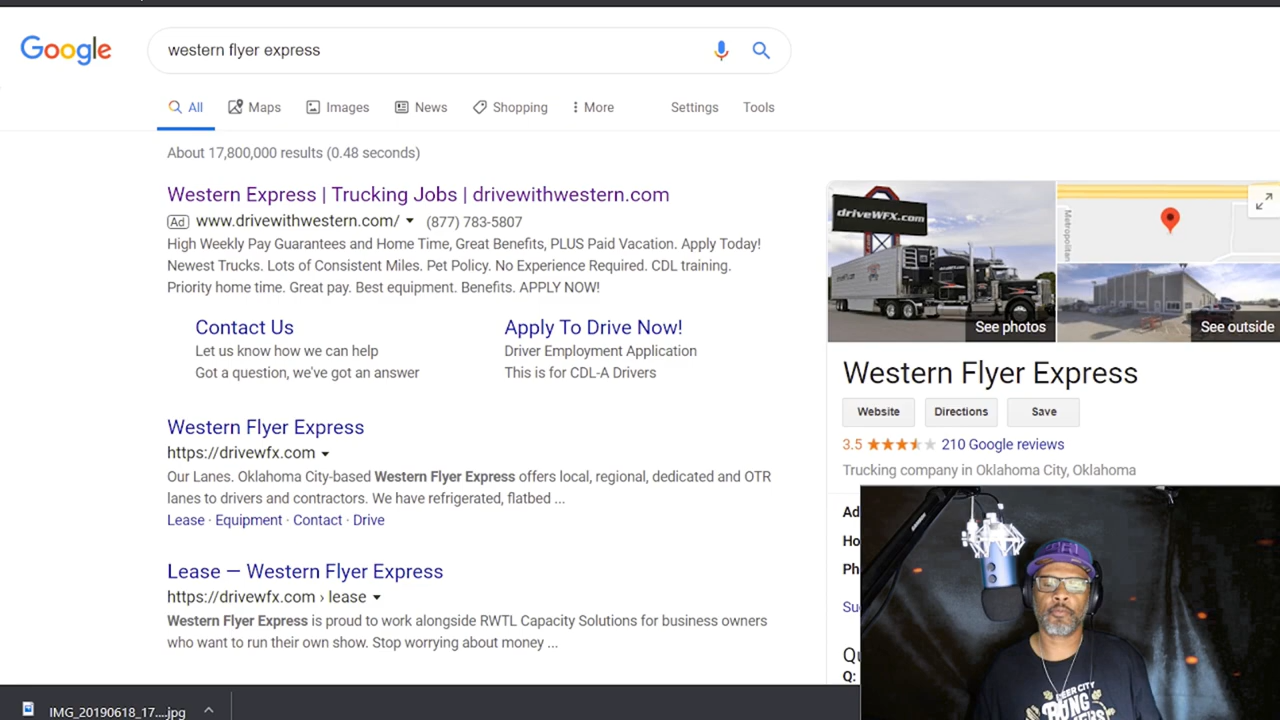 Google
western flyer express
All
Maps
Images
News
Shopping
More
Settings
Tools
About 17,800,000 results (0.48 seconds)
Western Express | Trucking Jobs | drivewithwestern.com
Ad www.drivewithwestern.com/ (877) 783-5807
High Weekly Pay Guarantees and Home Time, Great Benefits, PLUS Paid Vacation. Apply Today!
Newest Trucks. Lots of Consistent Miles. Pet Policy. No Experience Required. CDL training.
Priority home time. Great pay. Best equipment. Benefits. APPLY NOW!
Contact Us
Let us know how we can help
Got a question, we've got an answer
Apply To Drive Now!
Driver Employment Application
This is for CDL-A Drivers
Western Flyer Express
https://drivewfx.com
Our Lanes. Oklahoma City-based Western Flyer Express offers local, regional, dedicated and OTR
lanes to drivers and contractors. We have refrigerated, flatbed ...
Lease · Equipment · Contact · Drive
Lease — Western Flyer Express
https://drivewfx.com › lease
Western Flyer Express is proud to work alongside RWTL Capacity Solutions for business owners
who want to run their own show. Stop worrying about money ...
driveWFX.com
See photos
Metropolitan
See outside
Western Flyer Express
Website
Directions
Save
3.5 210 Google reviews
Trucking company in Oklahoma City, Oklahoma
Ad
Ho
Ph
Su
Qu
Q:
IMG_20190618_17....jpg